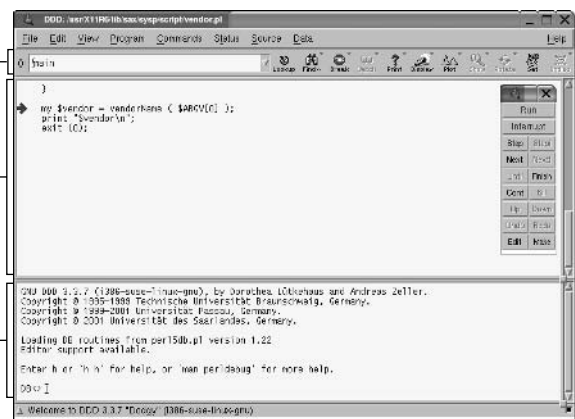 DDD: /usr/X11R6/lib/sax/sysp/script/vendor.pl
File Edit View Program Commands Status Source Data Help
main
Lookup Find Break Print Display Plot Set
}
my $vendor = vendorName ( $ARGV[0] );
print "$vendor\n";
exit (0);
Run
Interrupt
Step Stepi
Next Nexti
Until Finish
Cont Kill
Up Down
Undo Redo
Edit Make
GNU DDD 3.3.7 (i386-suse-linux-gnu), by Dorothea Lütkehaus and Andreas Zeller.
Copyright © 1995-1999 Technische Universität Braunschweig, Germany.
Copyright © 1999-2001 Universität Passau, Germany.
Copyright © 2001 Universität des Saarlandes, Germany.
Loading DB routines from perl5db.pl version 1.22
Editor support available.
Enter h or `h h' for help, or `man perldebug' for more help.
DB<>
Welcome to DDD 3.3.7 "Dodgy" (i386-suse-linux-gnu)